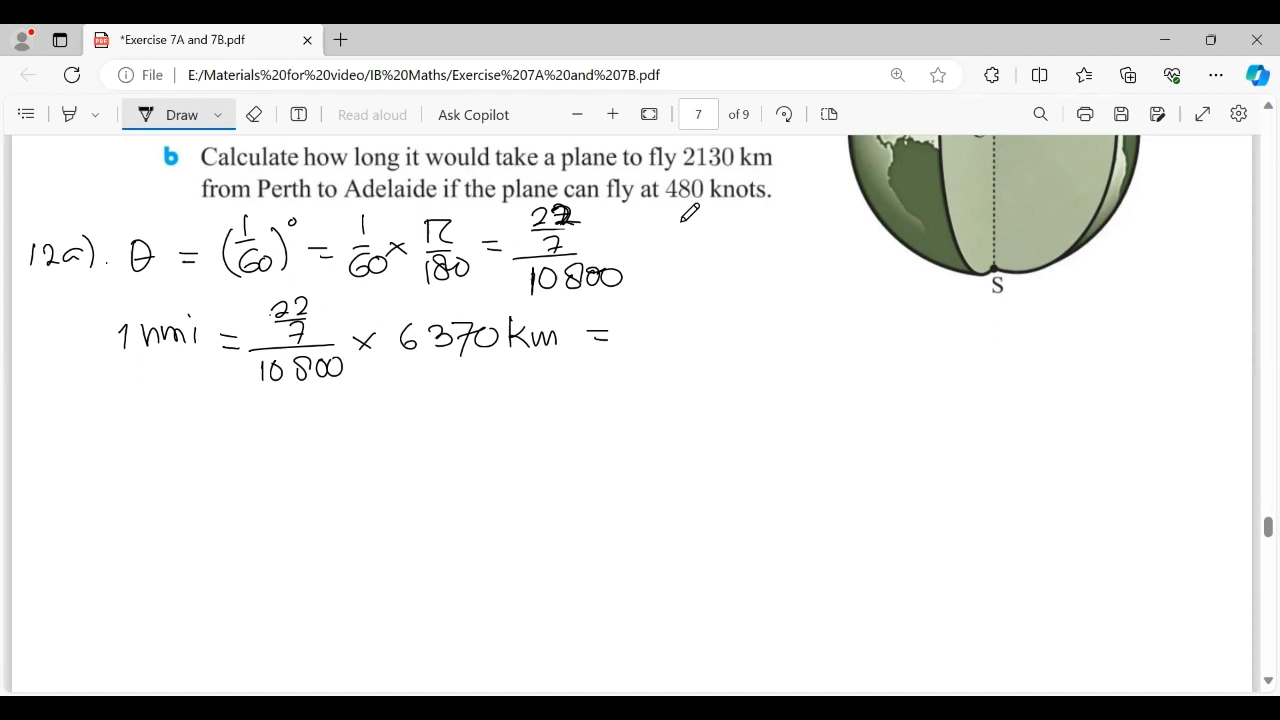 *Exercise 7A and 7B.pdf
File E:/Materials%20for%20video/IB%20Maths/Exercise%207A%20and%207B.pdf
Draw Read aloud Ask Copilot 7 of 9
b Calculate how long it would take a plane to fly 2130 km
from Perth to Adelaide if the plane can fly at 480 knots.
S
12a). θ = (1/60)° = 1/60 × π/180 = (22/7)/10800
1 nmi = (22/7)/10800 × 6370 km =